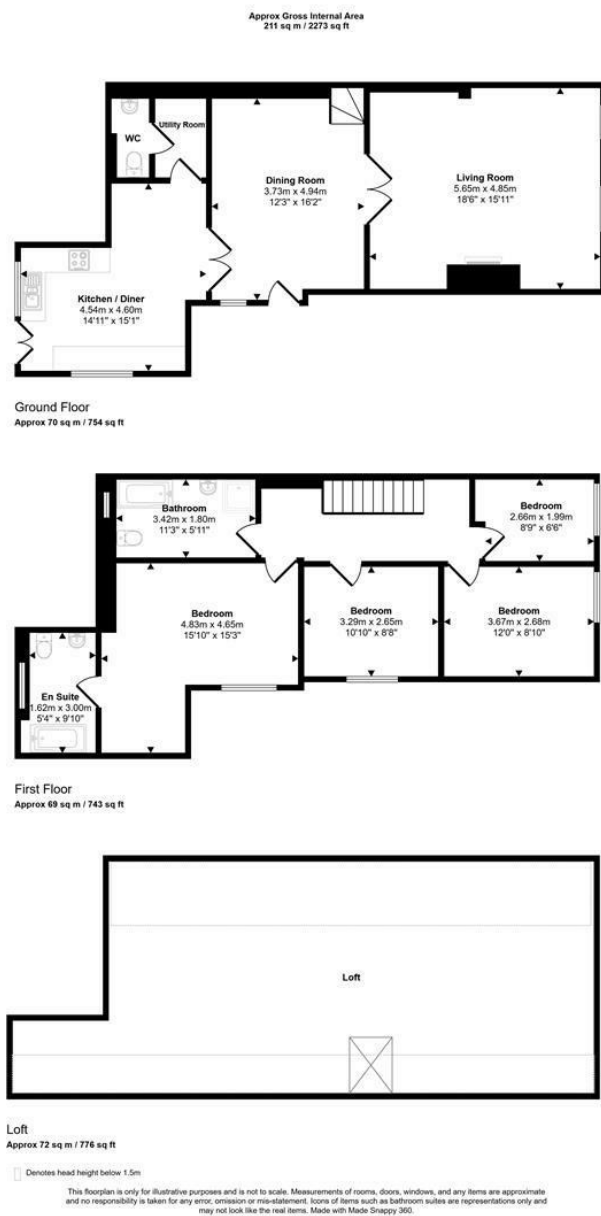 Approx Gross Internal Area
211 sq m / 2273 sq ft
WC
Utility Room
Dining Room
3.73m x 4.94m
12'3" x 16'2"
Living Room
5.65m x 4.85m
18'6" x 15'11"
Kitchen / Diner
4.54m x 4.60m
14'11" x 15'1"
Ground Floor
Approx 70 sq m / 754 sq ft
Bathroom
3.42m x 1.80m
11'3" x 5'11"
Bedroom
2.66m x 1.99m
8'9" x 6'6"
Bedroom
4.83m x 4.65m
15'10" x 15'3"
Bedroom
3.29m x 2.65m
10'10" x 8'8"
Bedroom
3.67m x 2.68m
12'0" x 8'10"
En Suite
1.62m x 3.00m
5'4" x 9'10"
First Floor
Approx 69 sq m / 743 sq ft
Loft
Loft
Approx 72 sq m / 776 sq ft
Denotes head height below 1.5m
This floorplan is only for illustrative purposes and is not to scale. Measurements of rooms, doors, windows, and any items are approximate
and no responsibility is taken for any error, omission or mis-statement. Icons of items such as bathroom suites are representations only and
may not look like the real items. Made with Made Snappy 360.